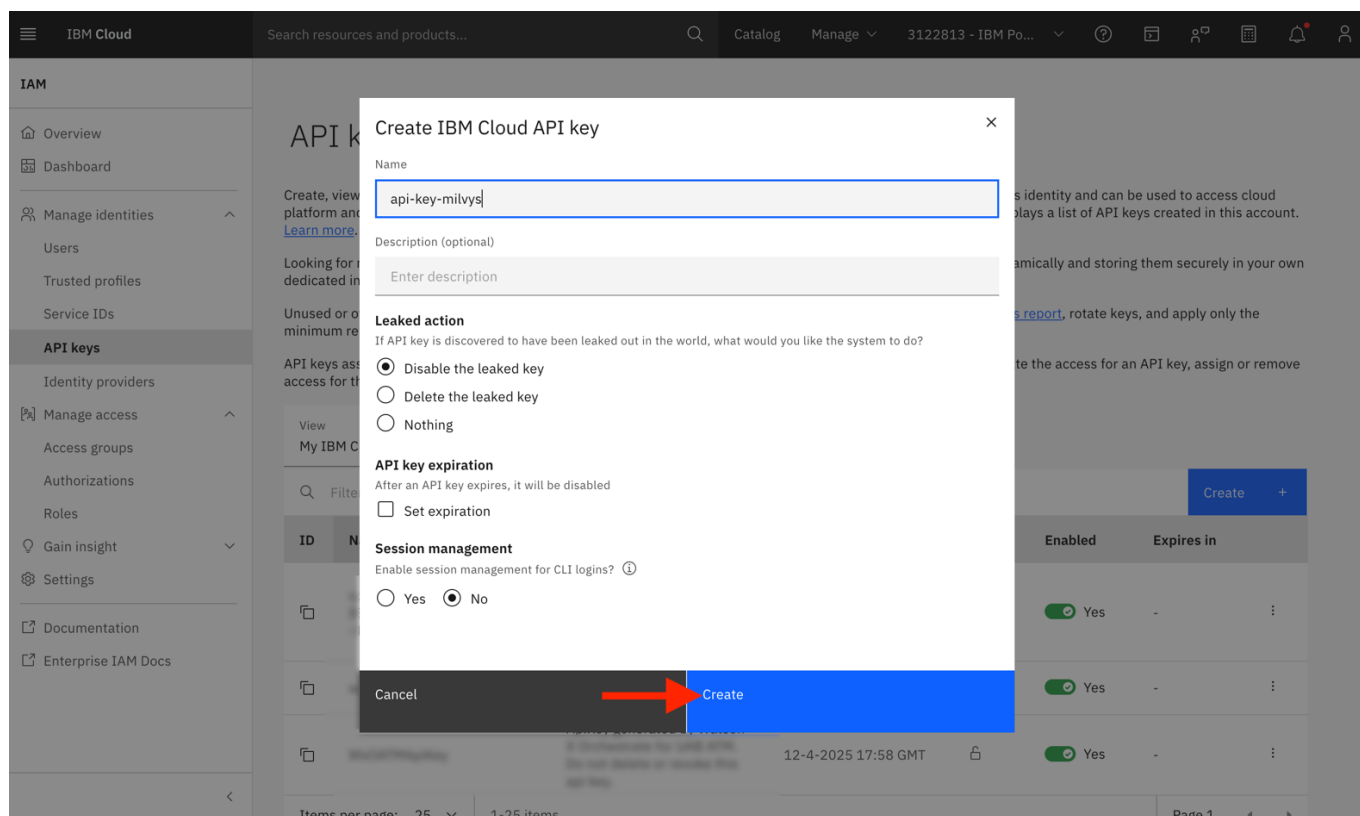 IBM Cloud
Search resources and products...
Catalog
Manage
3122813 - IBM Po...
IAM
Overview
Dashboard
Manage identities
Users
Trusted profiles
Service IDs
API keys
Identity providers
Manage access
Access groups
Authorizations
Roles
Gain insight
Settings
Documentation
Enterprise IAM Docs
API k
Create, view
platform and
Learn more.
Looking for
dedicated in
Unused or o
minimum re
API keys ass
access for th
s identity and can be used to access cloud
plays a list of API keys created in this account.
amically and storing them securely in your own
s report, rotate keys, and apply only the
te the access for an API key, assign or remove
View
My IBM C
Filte
Create +
ID
N
Enabled
Expires in
Yes
-
Yes
-
12-4-2025 17:58 GMT
Yes
-
Items per page: 25
1-25 items
Page 1
Create IBM Cloud API key
Name
api-key-milvys
Description (optional)
Enter description
Leaked action
If API key is discovered to have been leaked out in the world, what would you like the system to do?
Disable the leaked key
Delete the leaked key
Nothing
API key expiration
After an API key expires, it will be disabled
Set expiration
Session management
Enable session management for CLI logins?
Yes
No
Cancel
Create